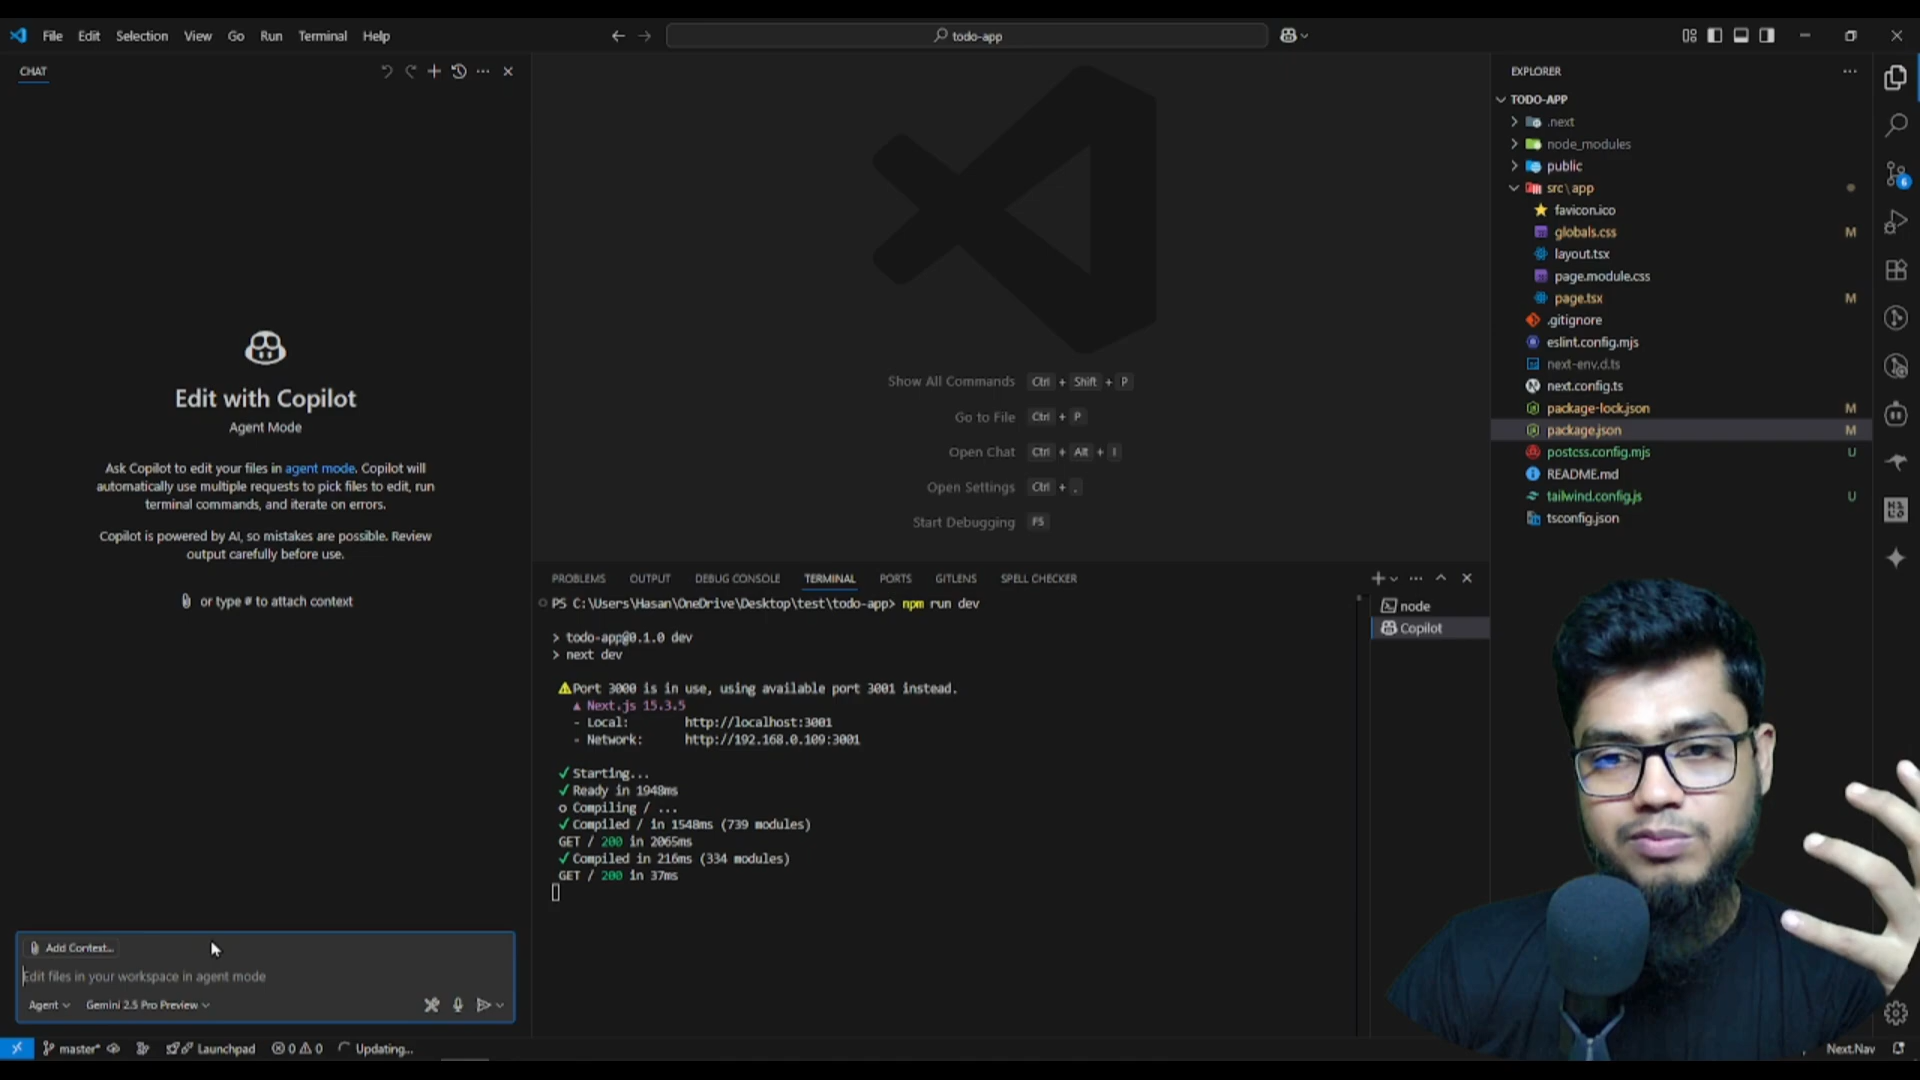 File Edit Selection View Go Run Terminal Help
todo-app
CHAT
Edit with Copilot
Agent Mode
Ask Copilot to edit your files in agent mode. Copilot will
automatically use multiple requests to pick files to edit, run
terminal commands, and iterate on errors.
Copilot is powered by AI, so mistakes are possible. Review
output carefully before use.
or type # to attach context
Add Context...
Edit files in your workspace in agent mode
Agent Gemini 2.5 Pro Preview
Show All Commands Ctrl + Shift + P
Go to File Ctrl + P
Open Chat Ctrl + Alt + I
Open Settings Ctrl + ,
Start Debugging F5
PROBLEMS OUTPUT DEBUG CONSOLE TERMINAL PORTS GITLENS SPELL CHECKER
PS C:\Users\Hasan\OneDrive\Desktop\test\todo-app> npm run dev
> todo-app@0.1.0 dev
> next dev
⚠Port 3000 is in use, using available port 3001 instead.
▲ Next.js 15.3.5
- Local: http://localhost:3001
- Network: http://192.168.0.109:3001
✓ Starting...
✓ Ready in 1948ms
○ Compiling / ...
✓ Compiled / in 1548ms (739 modules)
GET / 200 in 2065ms
✓ Compiled in 216ms (334 modules)
GET / 200 in 37ms
node
Copilot
EXPLORER
TODO-APP
.next
node_modules
public
src\app
favicon.ico
globals.css M
layout.tsx
page.module.css
page.tsx M
.gitignore
eslint.config.mjs
next-env.d.ts
next.config.ts
package-lock.json M
package.json M
postcss.config.mjs U
README.md
tailwind.config.js U
tsconfig.json
6
master* Launchpad 0 0 Updating...
Next.Nav